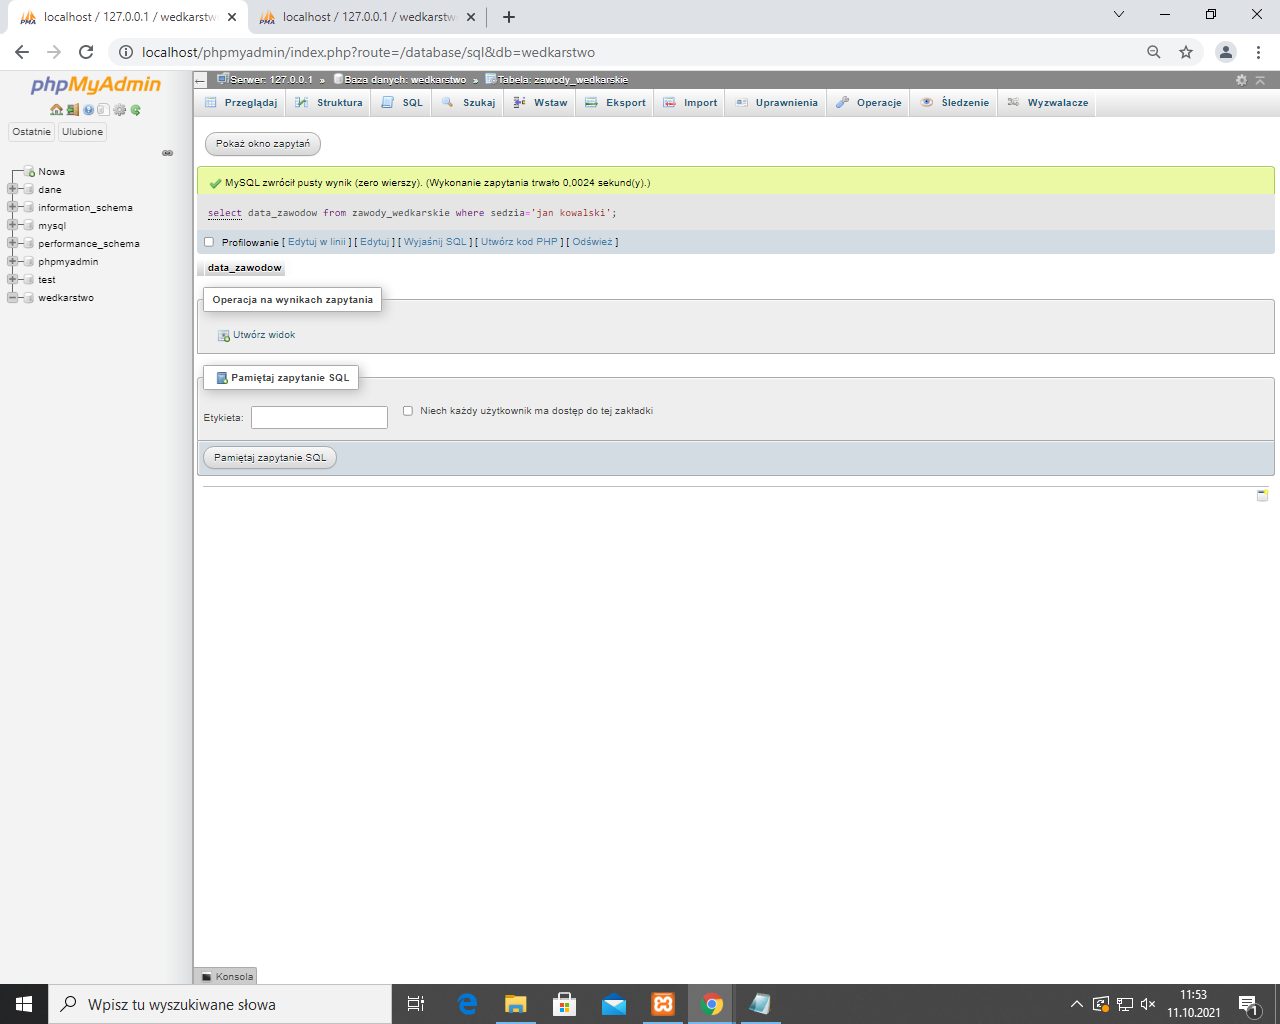 localhost / 127.0.0.1 / wedkarstw
localhost / 127.0.0.1 / wedkarstw
localhost/phpmyadmin/index.php?route=/database/sql&db=wedkarstwo
phpMyAdmin
Ostatnie Ulubione
Nowa
dane
information_schema
mysql
performance_schema
phpmyadmin
test
wedkarstwo
Serwer: 127.0.0.1 » Baza danych: wedkarstwo » Tabela: zawody_wedkarskie
Przeglądaj Struktura SQL Szukaj Wstaw Eksport Import Uprawnienia Operacje Śledzenie Wyzwalacze
Pokaż okno zapytań
MySQL zwrócił pusty wynik (zero wierszy). (Wykonanie zapytania trwało 0,0024 sekund(y).)
select data_zawodow from zawody_wedkarskie where sedzia='jan kowalski';
Profilowanie [ Edytuj w linii ] [ Edytuj ] [ Wyjaśnij SQL ] [ Utwórz kod PHP ] [ Odśwież ]
data_zawodow
Operacja na wynikach zapytania
Utwórz widok
Pamiętaj zapytanie SQL
Etykieta: Niech każdy użytkownik ma dostęp do tej zakładki
Pamiętaj zapytanie SQL
Konsola
Wpisz tu wyszukiwane słowa
11:53
11.10.2021
1